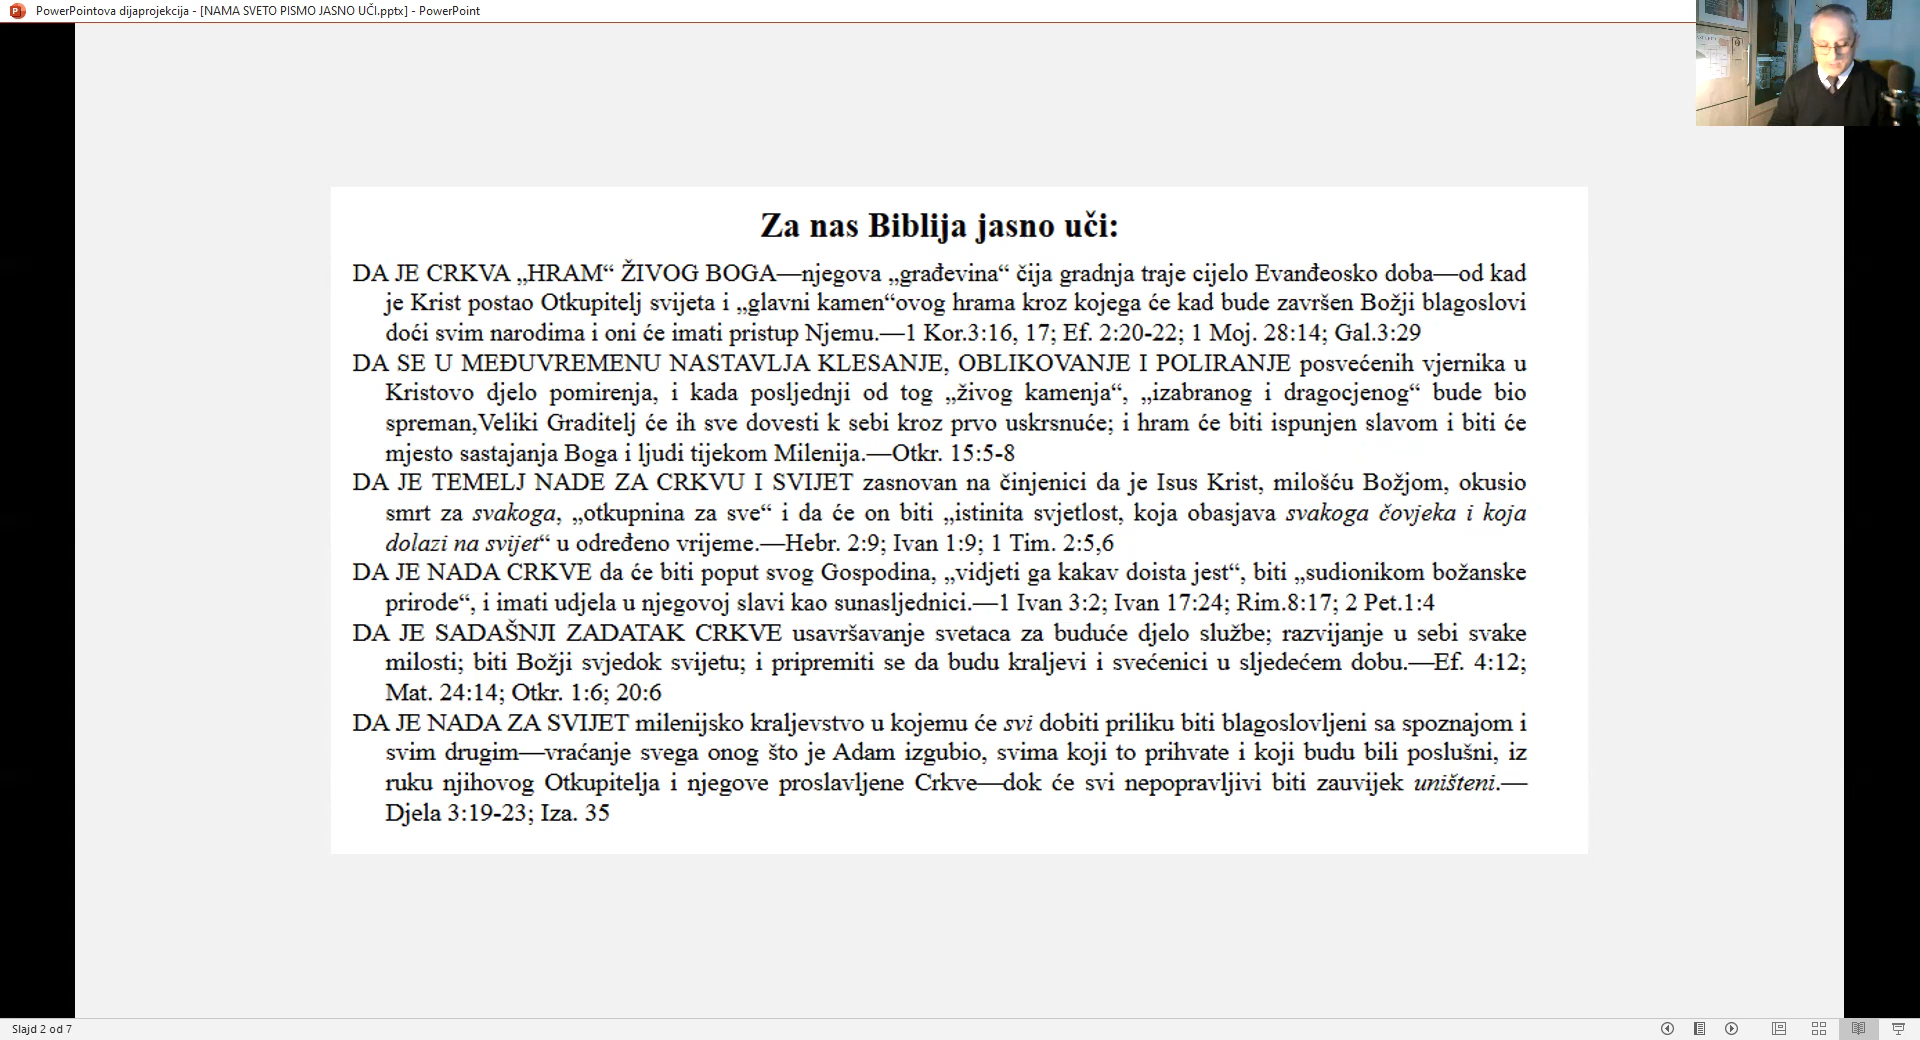 PowerPointova dijaprojekcija - [NAMA SVETO PISMO JASNO UČI.pptx] - PowerPoint
Za nas Biblija jasno uči:
DA JE CRKVA „HRAM“ ŽIVOG BOGA—njegova „građevina“ čija gradnja traje cijelo Evanđeosko doba—od kad
je Krist postao Otkupitelj svijeta i „glavni kamen“ovog hrama kroz kojega će kad bude završen Božji blagoslovi
doći svim narodima i oni će imati pristup Njemu.—1 Kor.3:16, 17; Ef. 2:20-22; 1 Moj. 28:14; Gal.3:29
DA SE U MEĐUVREMENU NASTAVLJA KLESANJE, OBLIKOVANJE I POLIRANJE posvećenih vjernika u
Kristovo djelo pomirenja, i kada posljednji od tog „živog kamenja“, „izabranog i dragocjenog“ bude bio
spreman,Veliki Graditelj će ih sve dovesti k sebi kroz prvo uskrsnuće; i hram će biti ispunjen slavom i biti će
mjesto sastajanja Boga i ljudi tijekom Milenija.—Otkr. 15:5-8
DA JE TEMELJ NADE ZA CRKVU I SVIJET zasnovan na činjenici da je Isus Krist, milošću Božjom, okusio
smrt za svakoga, „otkupnina za sve“ i da će on biti „istinita svjetlost, koja obasjava svakoga čovjeka i koja
dolazi na svijet“ u određeno vrijeme.—Hebr. 2:9; Ivan 1:9; 1 Tim. 2:5,6
DA JE NADA CRKVE da će biti poput svog Gospodina, „vidjeti ga kakav doista jest“, biti „sudionikom božanske
prirode“, i imati udjela u njegovoj slavi kao sunasljednici.—1 Ivan 3:2; Ivan 17:24; Rim.8:17; 2 Pet.1:4
DA JE SADAŠNJI ZADATAK CRKVE usavršavanje svetaca za buduće djelo službe; razvijanje u sebi svake
milosti; biti Božji svjedok svijetu; i pripremiti se da budu kraljevi i svećenici u sljedećem dobu.—Ef. 4:12;
Mat. 24:14; Otkr. 1:6; 20:6
DA JE NADA ZA SVIJET milenijsko kraljevstvo u kojemu će svi dobiti priliku biti blagoslovljeni sa spoznajom i
svim drugim—vraćanje svega onog što je Adam izgubio, svima koji to prihvate i koji budu bili poslušni, iz
ruku njihovog Otkupitelja i njegove proslavljene Crkve—dok će svi nepopravljivi biti zauvijek uništeni.—
Djela 3:19-23; Iza. 35
Slajd 2 od 7